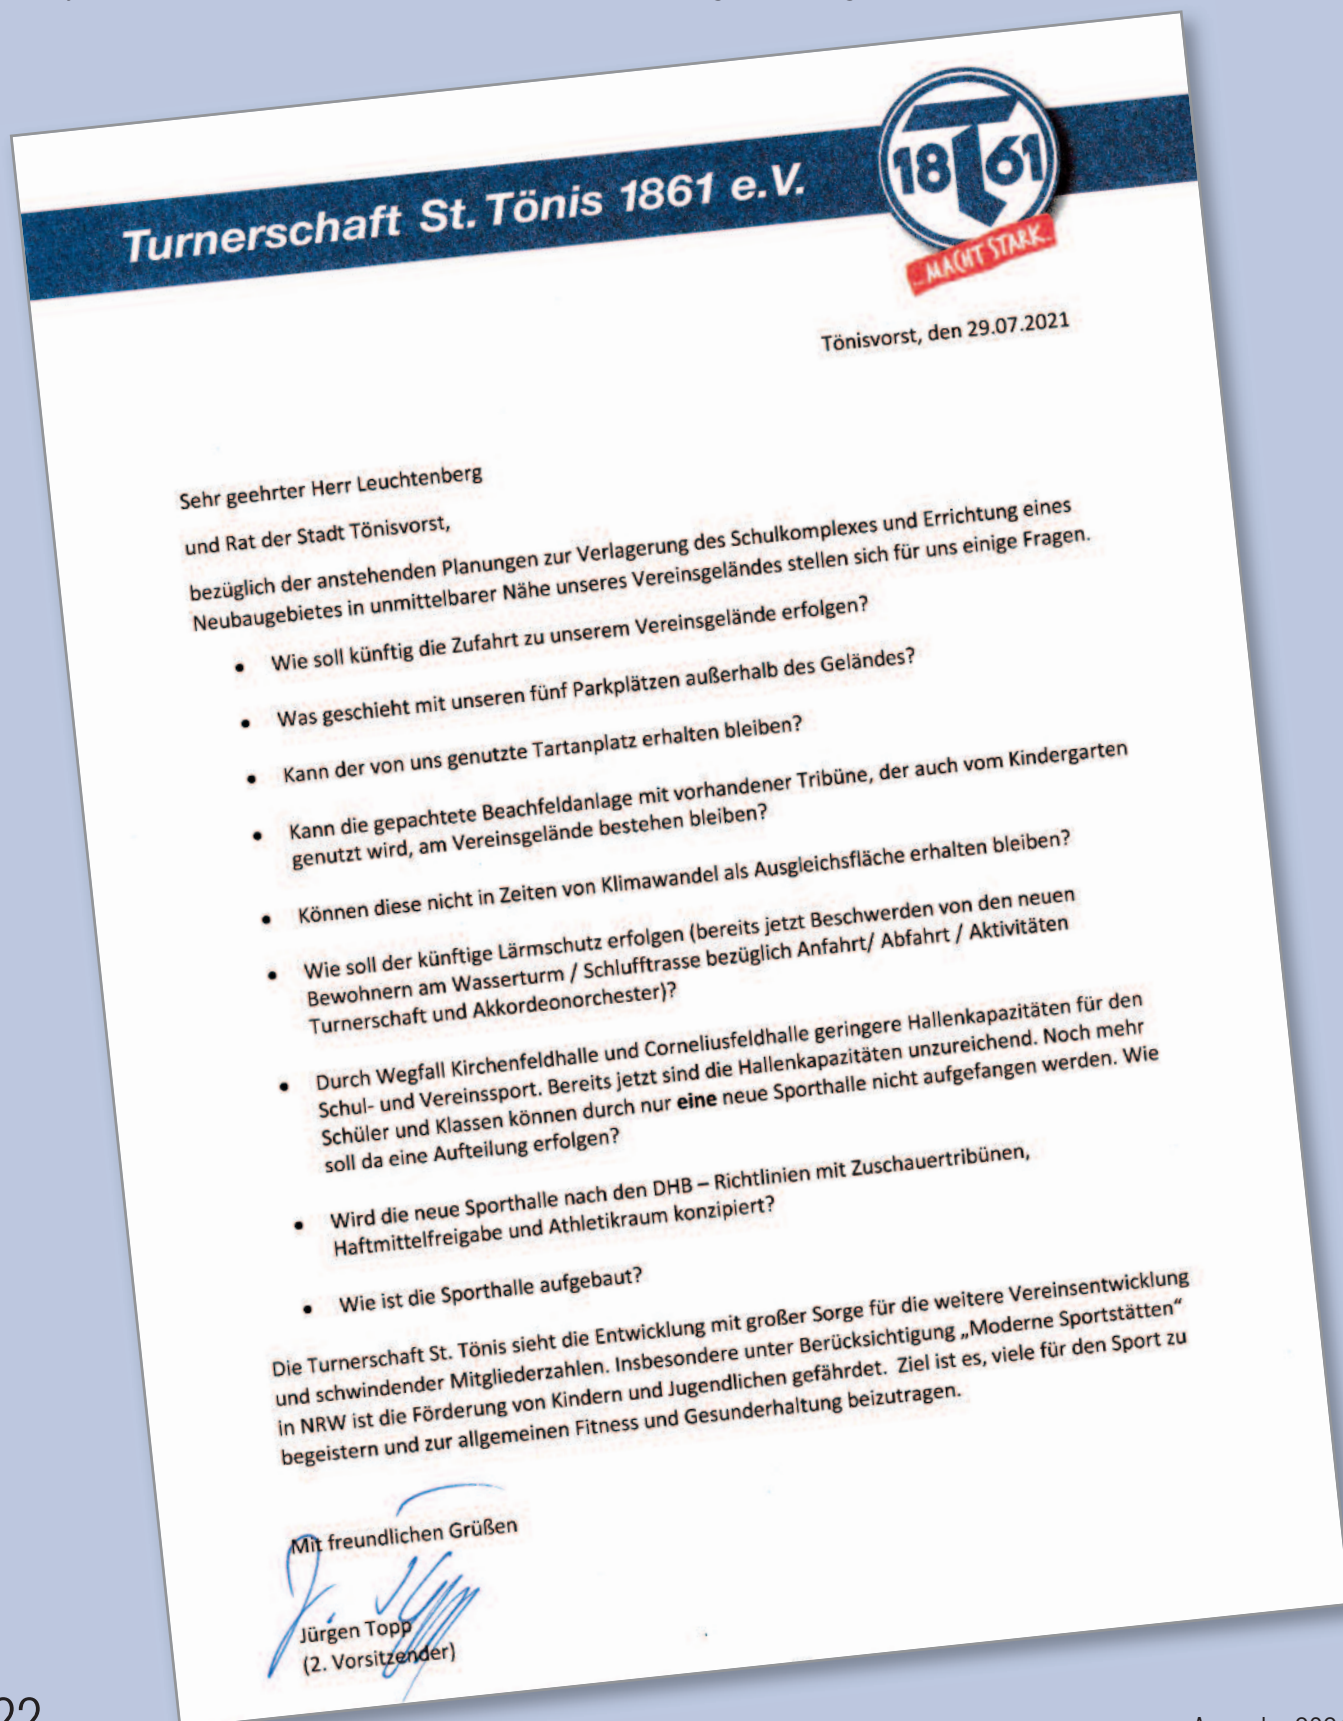 Turnerschaft St. Tönis 1861 e.V.
18 61
...MACHT STARK.
Tönisvorst, den 29.07.2021
Sehr geehrter Herr Leuchtenberg
und Rat der Stadt Tönisvorst,
bezüglich der anstehenden Planungen zur Verlagerung des Schulkomplexes und Errichtung eines
Neubaugebietes in unmittelbarer Nähe unseres Vereinsgeländes stellen sich für uns einige Fragen.
• Wie soll künftig die Zufahrt zu unserem Vereinsgelände erfolgen?
• Was geschieht mit unseren fünf Parkplätzen außerhalb des Geländes?
• Kann der von uns genutzte Tartanplatz erhalten bleiben?
• Kann die gepachtete Beachfeldanlage mit vorhandener Tribüne, der auch vom Kindergarten
genutzt wird, am Vereinsgelände bestehen bleiben?
• Können diese nicht in Zeiten von Klimawandel als Ausgleichsfläche erhalten bleiben?
• Wie soll der künftige Lärmschutz erfolgen (bereits jetzt Beschwerden von den neuen
Bewohnern am Wasserturm / Schlufftrasse bezüglich Anfahrt/ Abfahrt / Aktivitäten
Turnerschaft und Akkordeonorchester)?
• Durch Wegfall Kirchenfeldhalle und Corneliusfeldhalle geringere Hallenkapazitäten für den
Schul- und Vereinssport. Bereits jetzt sind die Hallenkapazitäten unzureichend. Noch mehr
Schüler und Klassen können durch nur eine neue Sporthalle nicht aufgefangen werden. Wie
soll da eine Aufteilung erfolgen?
• Wird die neue Sporthalle nach den DHB – Richtlinien mit Zuschauertribünen,
Haftmittelfreigabe und Athletikraum konzipiert?
• Wie ist die Sporthalle aufgebaut?
Die Turnerschaft St. Tönis sieht die Entwicklung mit großer Sorge für die weitere Vereinsentwicklung
und schwindender Mitgliederzahlen. Insbesondere unter Berücksichtigung „Moderne Sportstätten“
in NRW ist die Förderung von Kindern und Jugendlichen gefährdet. Ziel ist es, viele für den Sport zu
begeistern und zur allgemeinen Fitness und Gesunderhaltung beizutragen.
Mit freundlichen Grüßen
Jürgen Topp
(2. Vorsitzender)
22